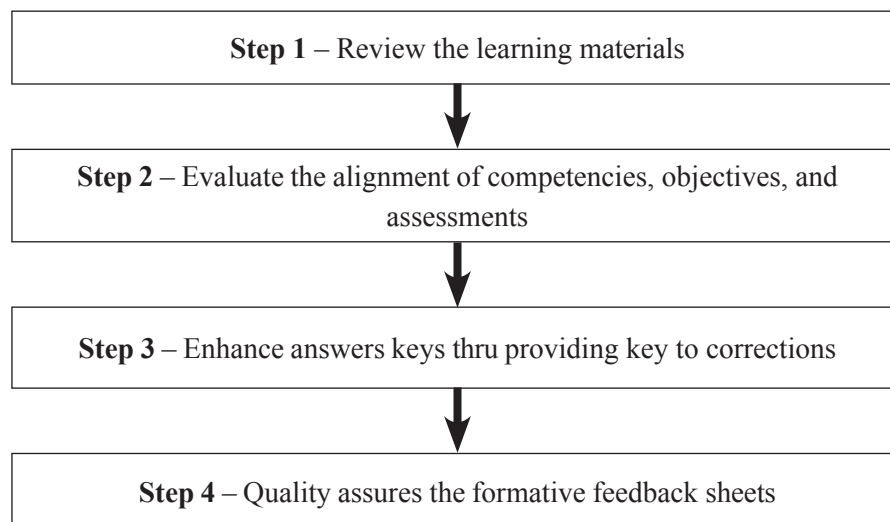 Step 1 – Review the learning materials
Step 2 – Evaluate the alignment of competencies, objectives, and
assessments
Step 3 – Enhance answers keys thru providing key to corrections
Step 4 – Quality assures the formative feedback sheets